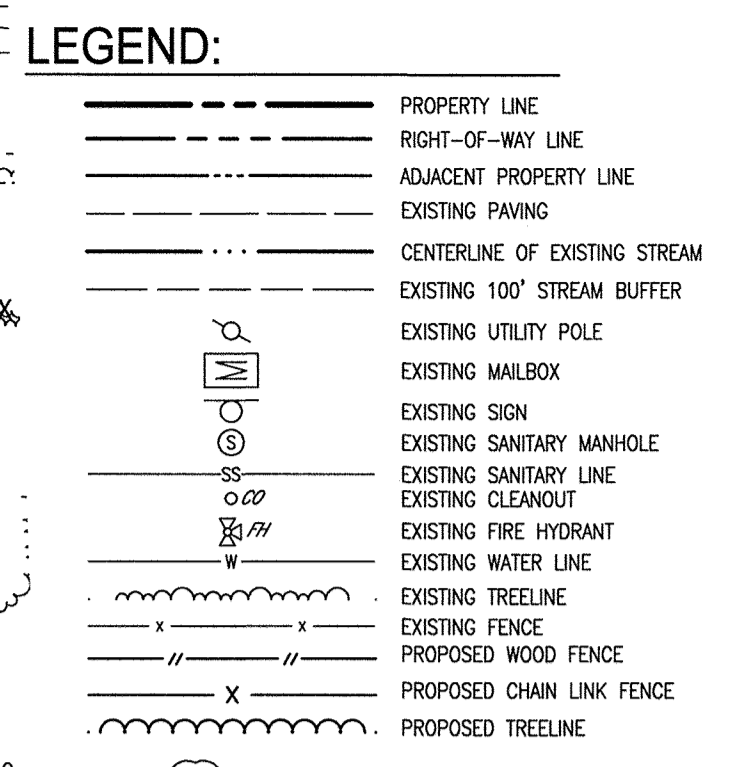 LEGEND:
PROPERTY LINE
RIGHT-OF-WAY LINE
ADJACENT PROPERTY LINE
EXISTING PAVING
CENTERLINE OF EXISTING STREAM
EXISTING 100' STREAM BUFFER
EXISTING UTILITY POLE
EXISTING MAILBOX
EXISTING SIGN
S EXISTING SANITARY MANHOLE
SS EXISTING SANITARY LINE
CO EXISTING CLEANOUT
FH EXISTING FIRE HYDRANT
W EXISTING WATER LINE
EXISTING TREELINE
x x EXISTING FENCE
// // PROPOSED WOOD FENCE
X PROPOSED CHAIN LINK FENCE
PROPOSED TREELINE